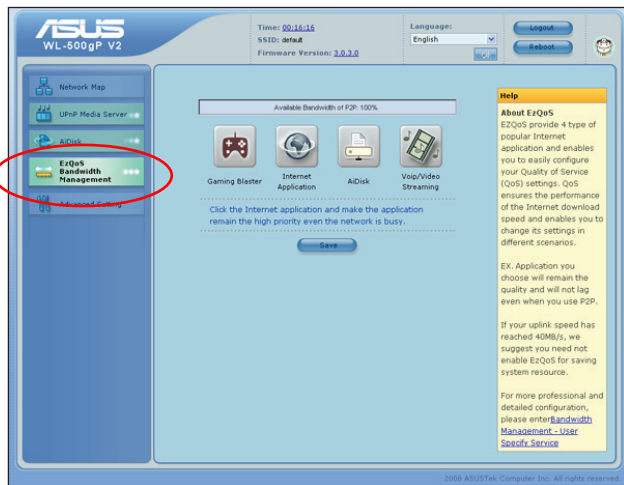 ASUS
WL-500gP V2
Time: 00:16:16
SSID: default
Firmware Version: 3.0.3.0
Language:
English
Logout
Reboot
Network Map
UPnP Media Server
AiDisk
EzQoS
Bandwidth
Management
Advanced Setting
Available Bandwidth of P2P: 100%
Gaming Blaster
Internet
Application
AiDisk
Voip/Video
Streaming
Click the Internet application and make the application
remain the high priority even the network is busy.
Save
Help
About EzQoS
EZQoS provide 4 type of
popular Internet
application and enables
you to easily configure
your Quality of Service
(QoS) settings. QoS
ensures the performance
of the Internet download
speed and enables you to
change its settings in
different scenarios.
EX. Application you
choose will remain the
quality and will not lag
even when you use P2P.
If your uplink speed has
reached 40MB/s, we
suggest you need not
enable EzQoS for saving
system resource.
For more professional and
detailed configuration,
please enterBandwidth
Management - User
Specify Service
2008 ASUSTek Computer Inc. All rights reserved.